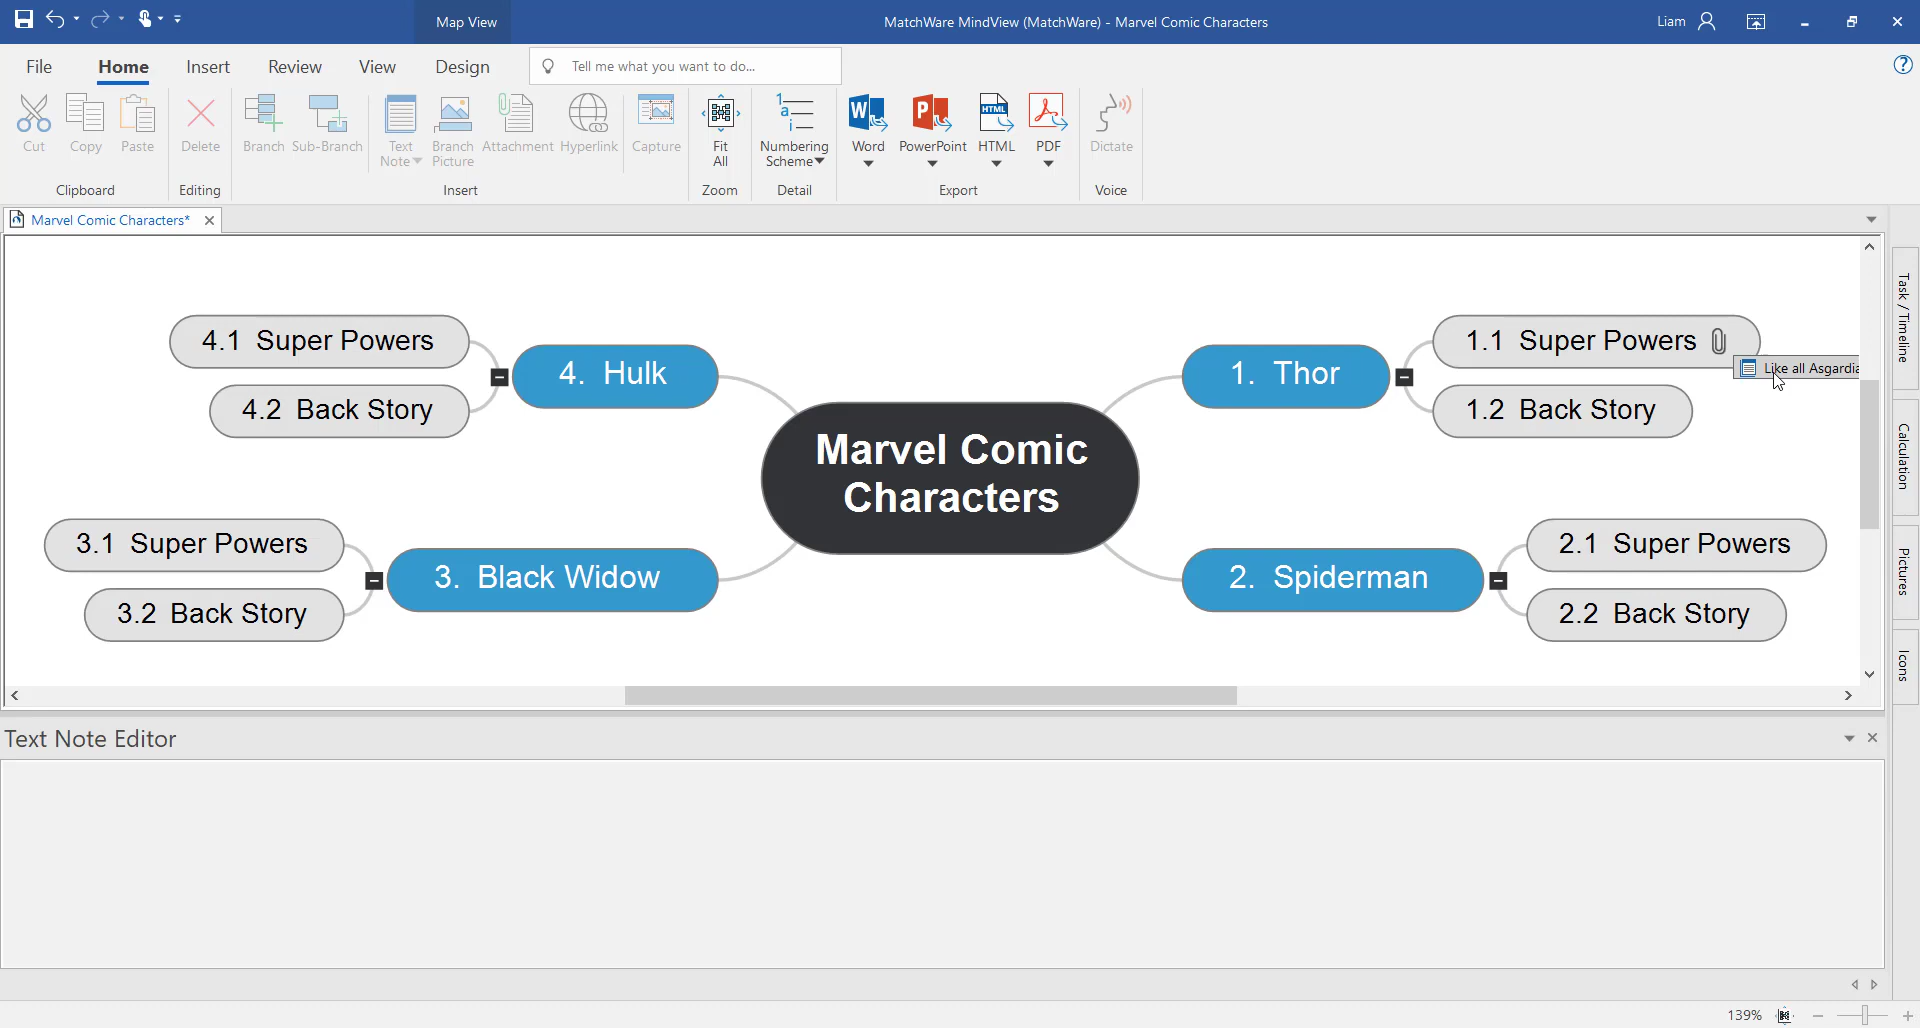 Map View
MatchWare MindView (MatchWare) - Marvel Comic Characters
Liam
File
Home
Insert
Review
View
Design
Tell me what you want to do...
Cut
Copy
Paste
Delete
Branch
Sub-Branch
Text
Note
Branch
Picture
Attachment
Hyperlink
Capture
Fit
All
Numbering
Scheme
Word
PowerPoint
HTML
PDF
Dictate
Clipboard
Editing
Insert
Zoom
Detail
Export
Voice
Marvel Comic Characters*
4.1 Super Powers
4.2 Back Story
4. Hulk
1. Thor
1.1 Super Powers
Like all Asgardia
1.2 Back Story
Marvel Comic
Characters
3.1 Super Powers
3.2 Back Story
3. Black Widow
2. Spiderman
2.1 Super Powers
2.2 Back Story
Task / Timeline
Calculation
Pictures
Icons
Text Note Editor
139%